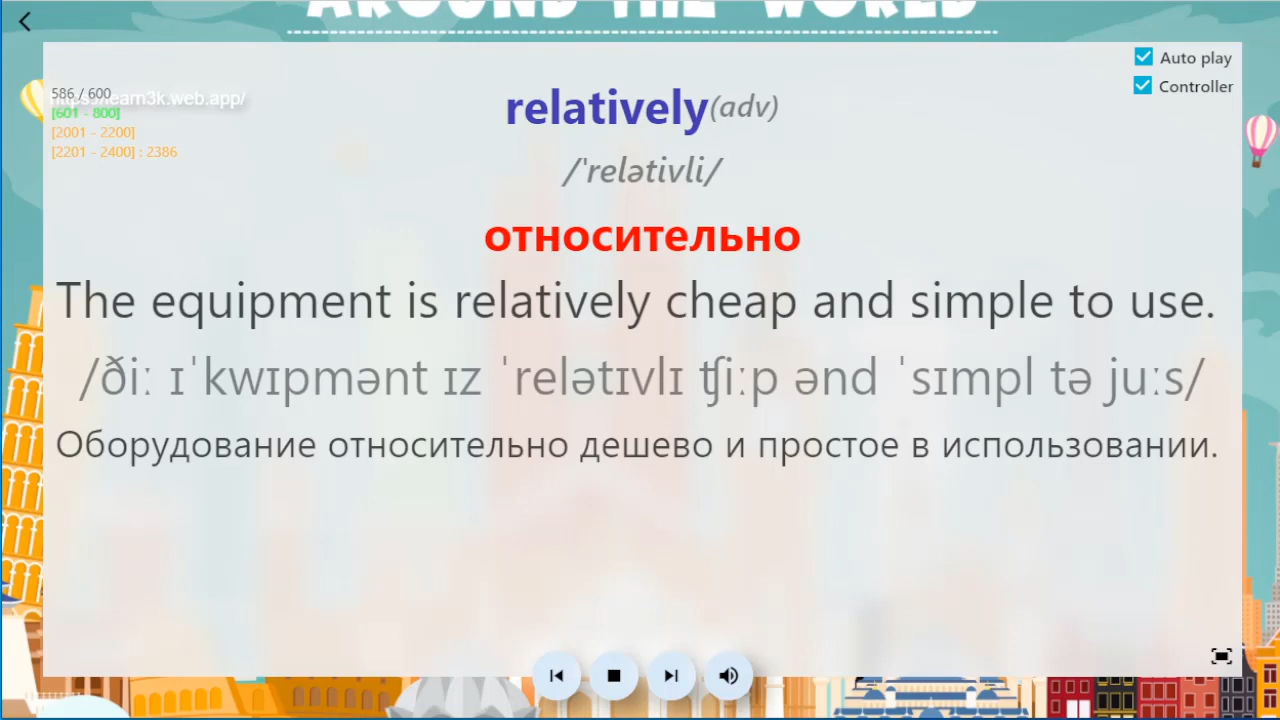 AROUND THE WORLD
Auto play
Controller
586 / 600
https://learn3k.web.app/
[601 - 800]
[2001 - 2200]
[2201 - 2400] : 2386
relatively(adv)
/'relətivli/
относительно
The equipment is relatively cheap and simple to use.
/ðiː ɪˈkwɪpmənt ɪz ˈrelətɪvlɪ ʧiːp ənd ˈsɪmpl tə juːs/
Оборудование относительно дешево и простое в использовании.